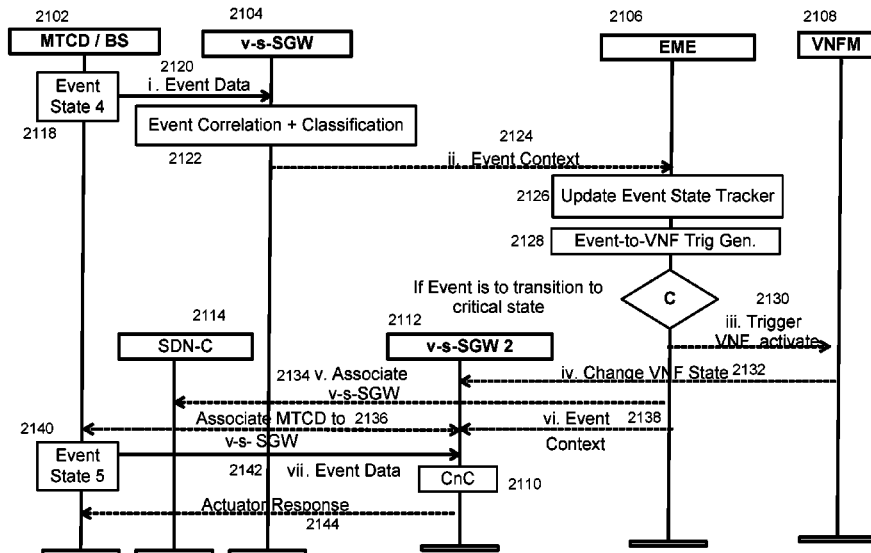 2102
2104
2106
2108
MTCD / BS
v-s-SGW
EME
VNFM
2120
i. Event Data
Event
State 4
2118
Event Correlation + Classification
2122
2124
ii. Event Context
2126
Update Event State Tracker
2128
Event-to-VNF Trig Gen.
If Event is to transition to
critical state
C
2130
iii. Trigger
VNF activate
2114
2112
SDN-C
v-s-SGW 2
iv. Change VNF State 2132
2134 v. Associate
v-s-SGW
Associate MTCD to 2136
v-s- SGW
vi. Event 2138
Context
2140
Event
State 5
2142
vii. Event Data
CnC
2110
Actuator Response
2144